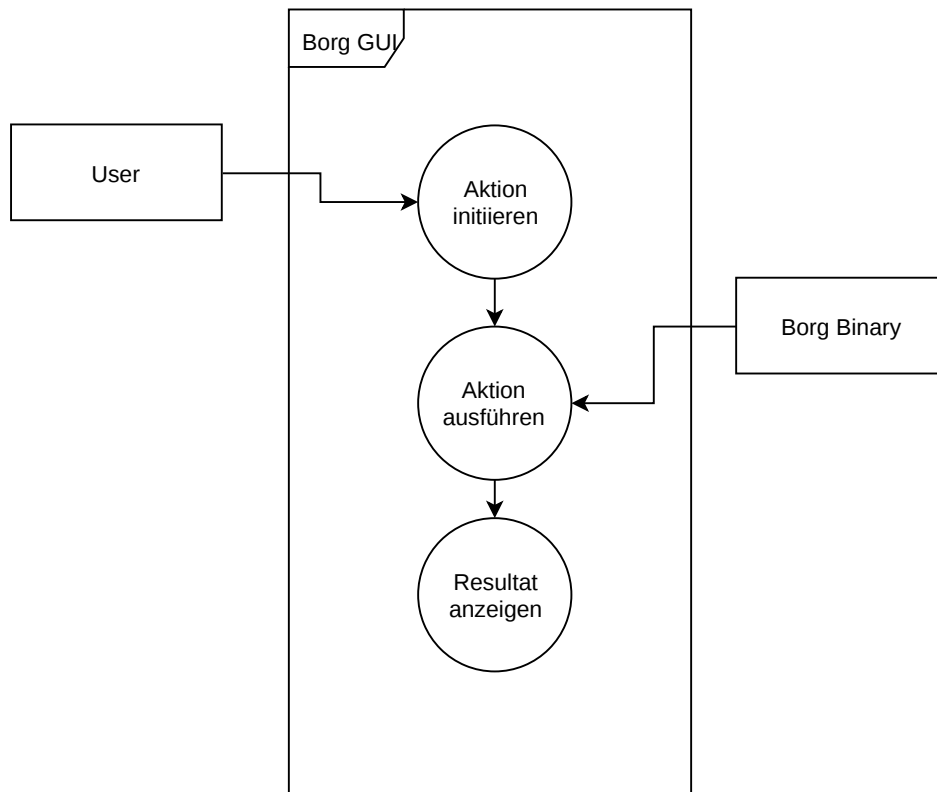 Borg GUI
User
Aktion
initiieren
Borg Binary
Aktion
ausführen
Resultat
anzeigen